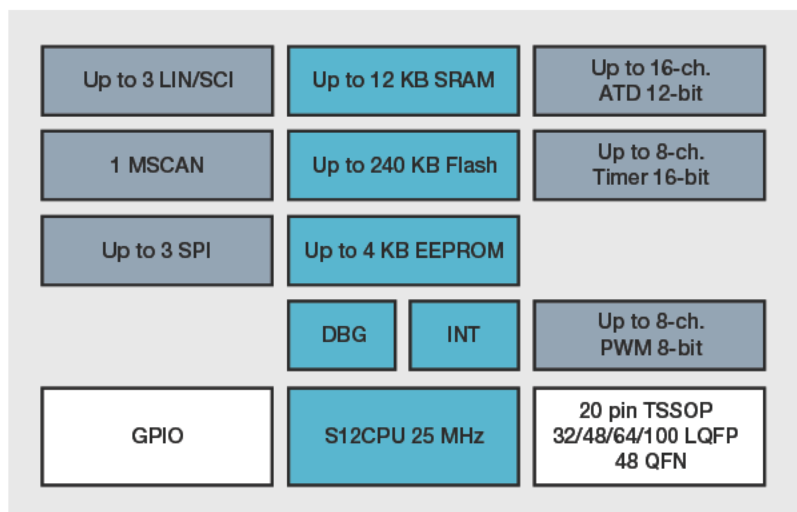 Up to 3 LIN/SCI
Up to 12 KB SRAM
Up to 16-ch.
ATD 12-bit
1 MSCAN
Up to 240 KB Flash
Up to 8-ch.
Timer 16-bit
Up to 3 SPI
Up to 4 KB EEPROM
DBG
INT
Up to 8-ch.
PWM 8-bit
GPIO
S12CPU 25 MHz
20 pin TSSOP
32/48/64/100 LQFP
48 QFN